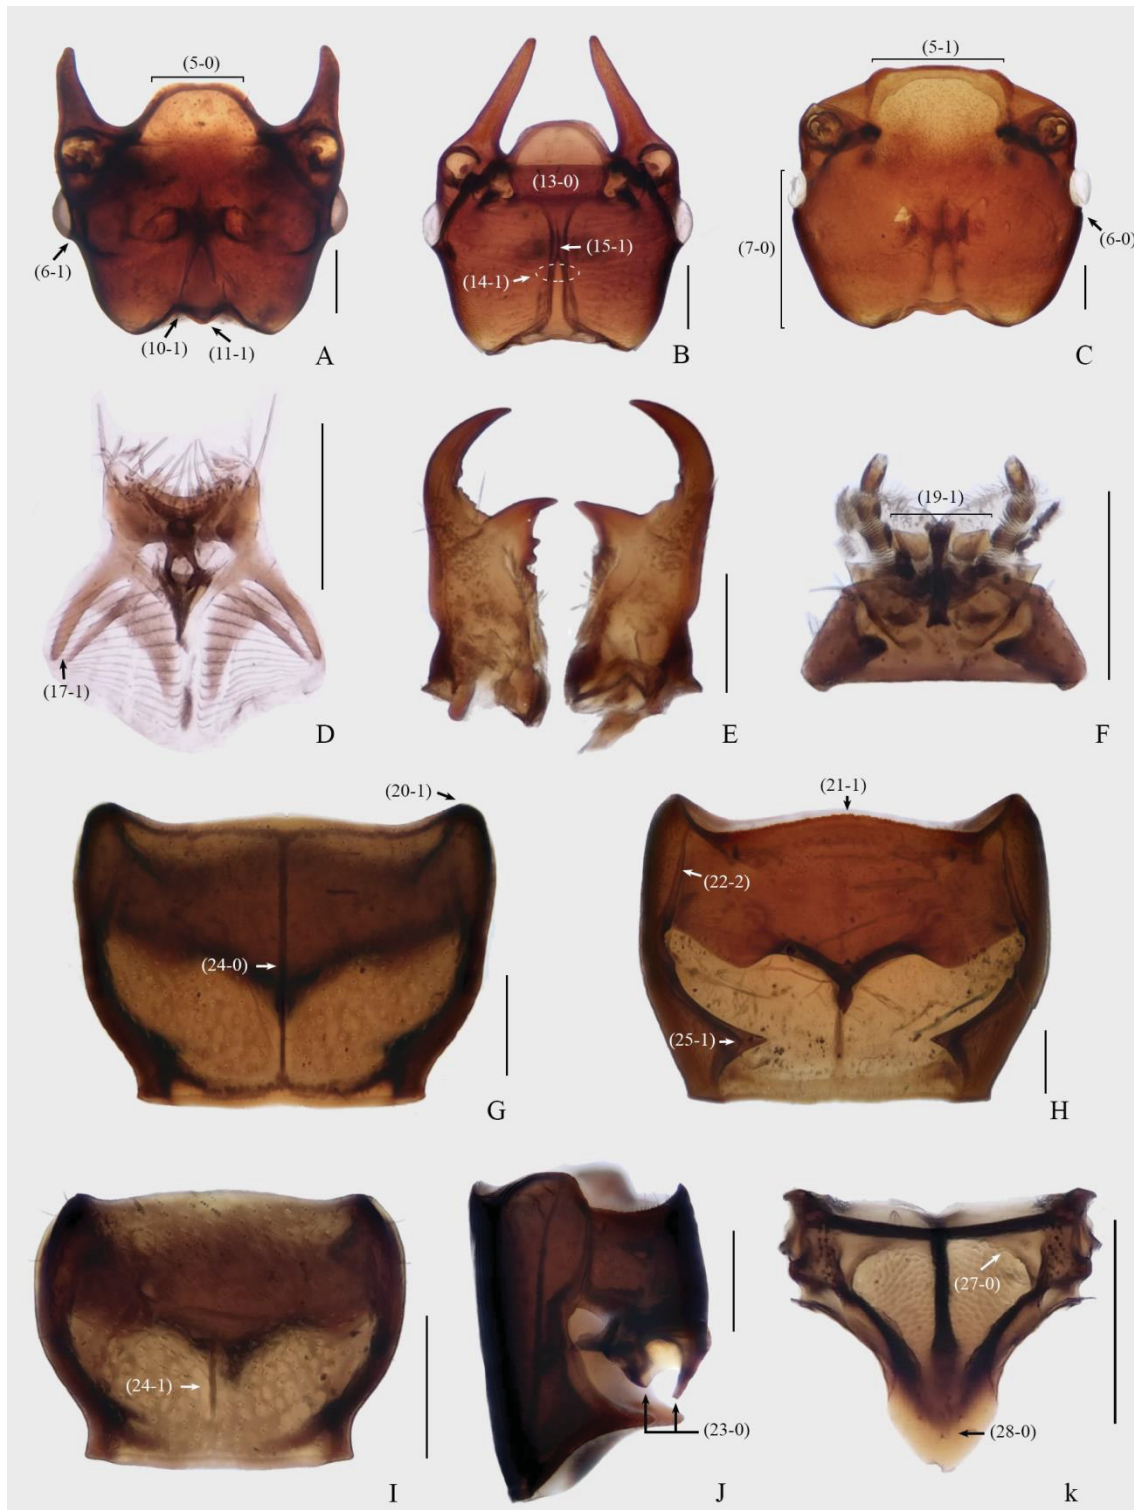 (5-0)
(6-1)
(10-1)
(11-1)
A
(13-0)
(15-1)
(14-1)
B
(5-1)
(7-0)
(6-0)
C
(17-1)
D
E
(19-1)
F
(20-1)
(24-0)
G
(21-1)
(22-2)
(25-1)
H
(24-1)
I
(23-0)
J
(27-0)
(28-0)
k